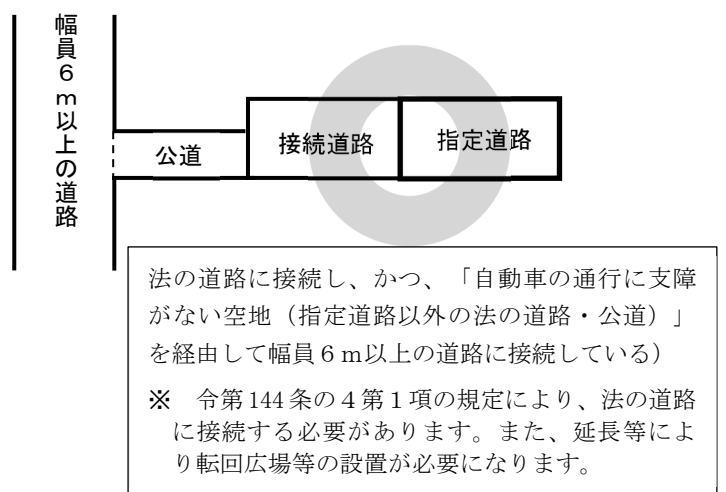 幅員６ｍ以上の道路
公道
接続道路
指定道路
法の道路に接続し、かつ、「自動車の通行に支障
がない空地（指定道路以外の法の道路・公道）」
を経由して幅員６ｍ以上の道路に接続している）
※　令第144条の４第１項の規定により、法の道路
に接続する必要があります。また、延長等によ
り転回広場等の設置が必要になります。